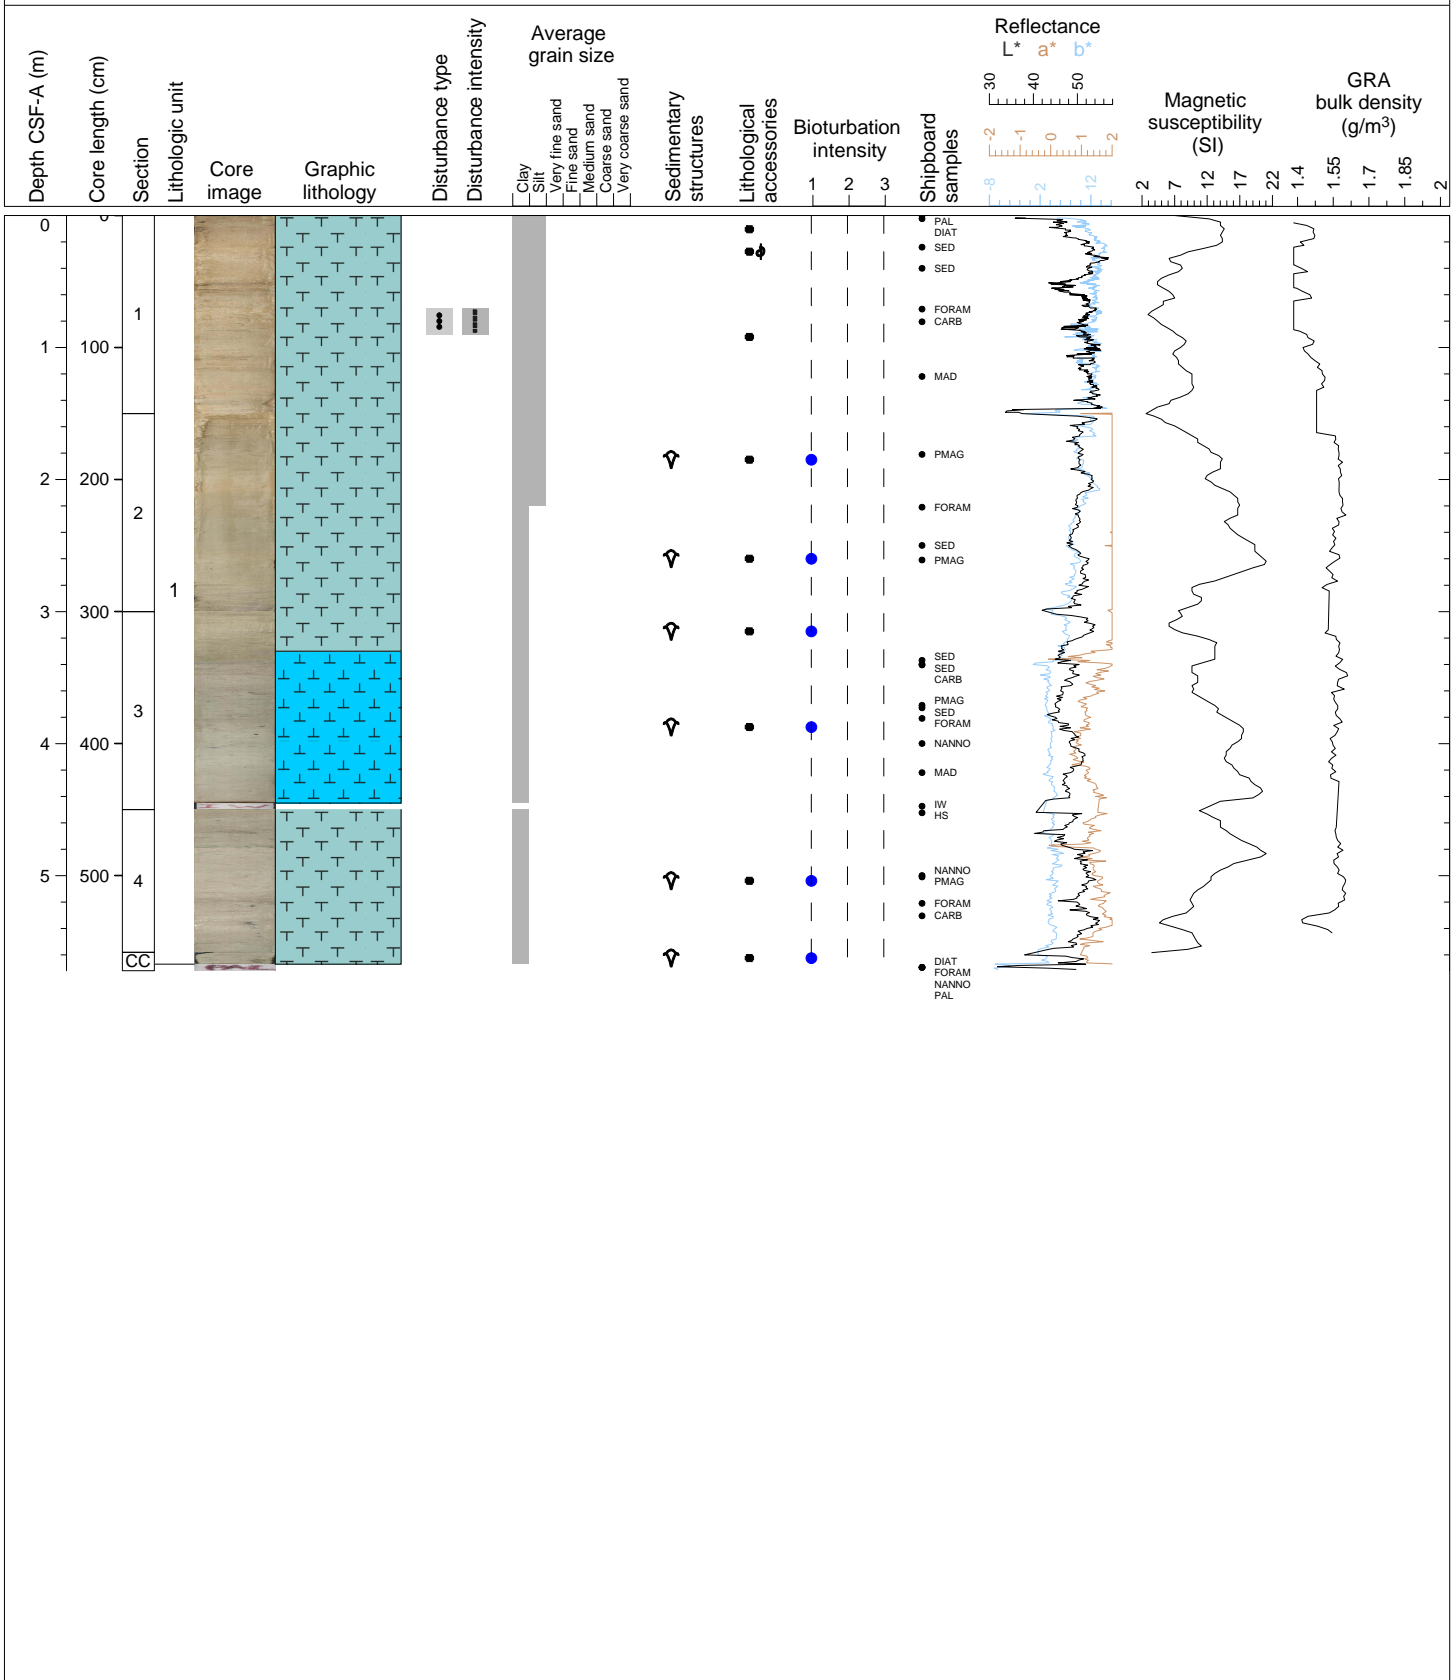 Depth CSF-A (m)
Core length (cm)
Section
Lithologic unit
Core
image
Graphic
lithology
Disturbance type
Disturbance intensity
Average
grain size
Clay
Silt
Very fine sand
Fine sand
Medium sand
Coarse sand
Very coarse sand
Sedimentary
structures
Lithological
accessories
Bioturbation
intensity
1 2 3
Shipboard
samples
Reflectance
L* a* b*
30 40 50
-2 -1 0 1 2
-8 2 12
Magnetic
susceptibility
(SI)
2 7 12 17 22
GRA
bulk density
(g/m³)
1.4 1.55 1.7 1.85 2
0 0
PAL
DIAT
SED
SED
FORAM
1
CARB
1 100
MAD
PMAG
2 200
FORAM
2
SED
PMAG
1
3 300
SED
SED
CARB
PMAG
3
SED
FORAM
4 400
NANNO
MAD
IW
HS
NANNO
5 500
4
PMAG
FORAM
CARB
CC
DIAT
FORAM
NANNO
PAL